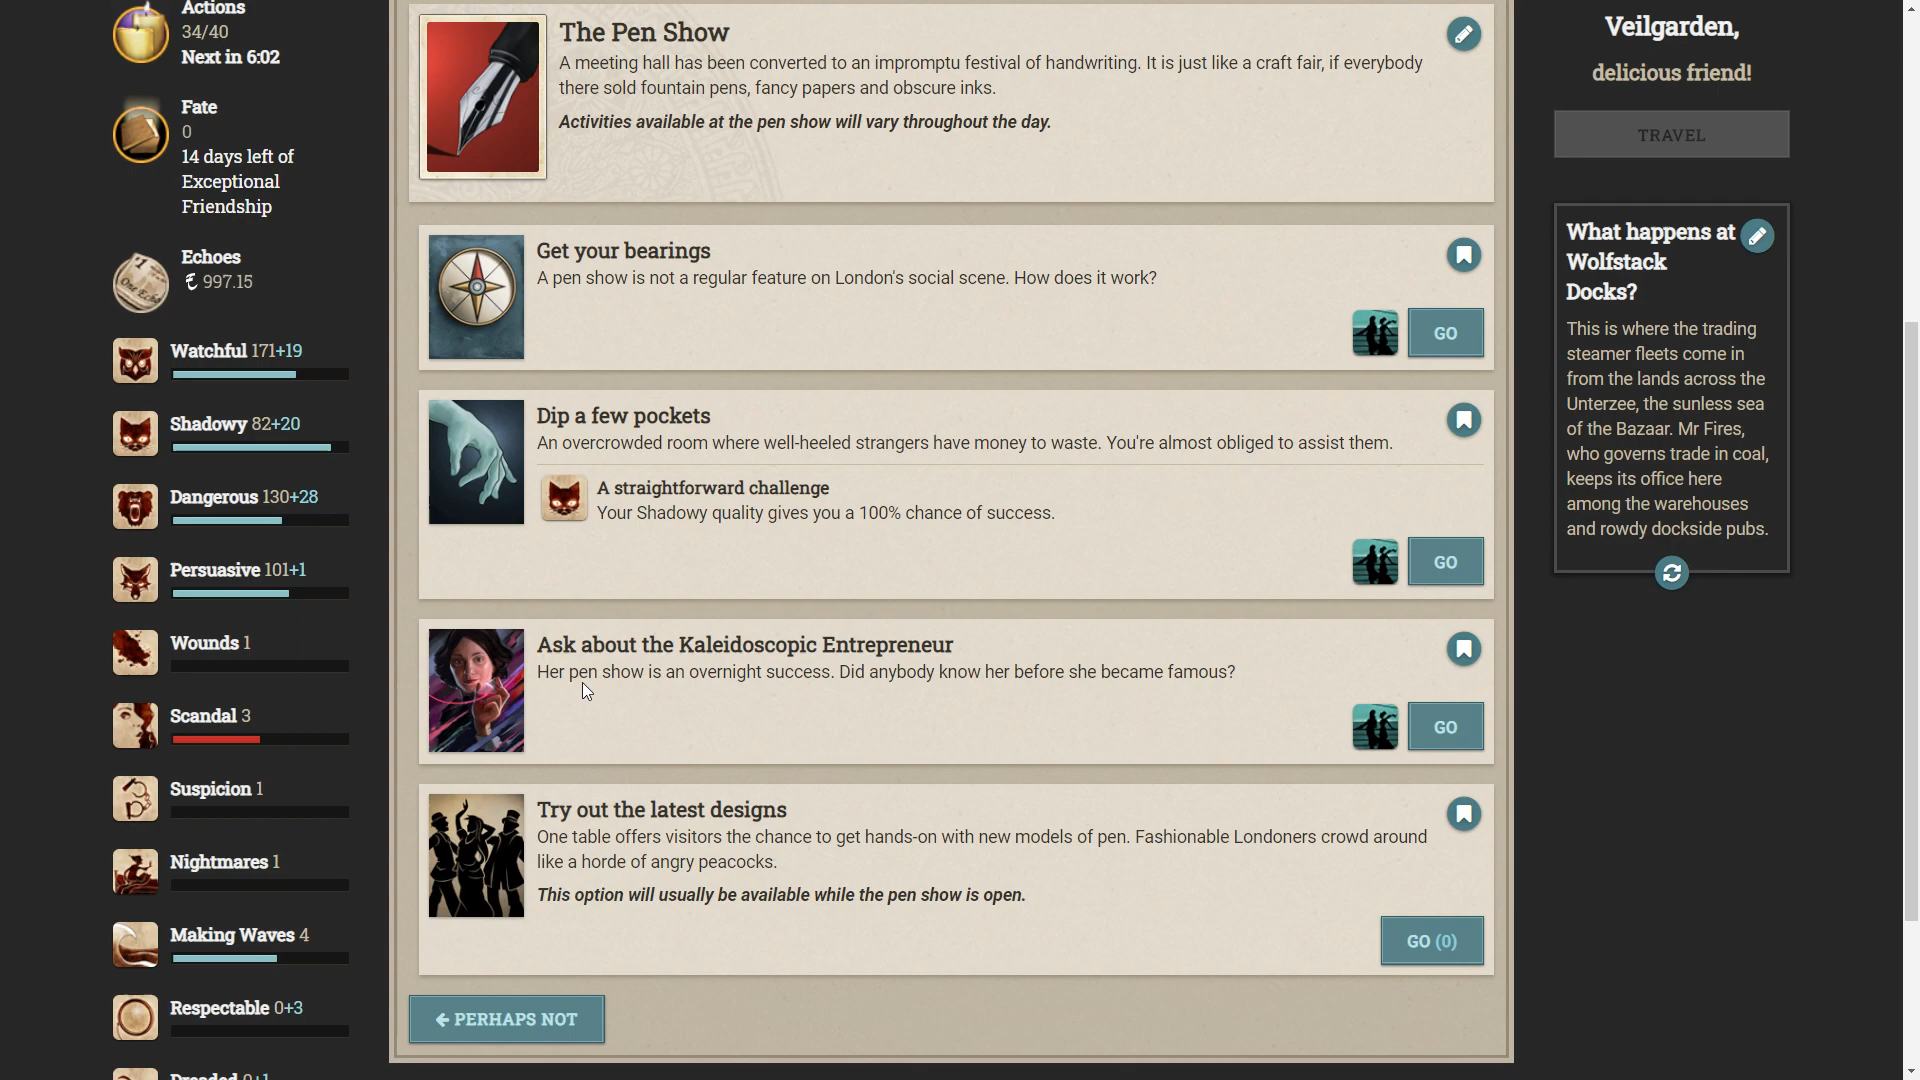 Actions
34/40
Next in 6:02
Fate
0
14 days left of
Exceptional
Friendship
Echoes
997.15
Watchful 171+19
Shadowy 82+20
Dangerous 130+28
Persuasive 101+1
Wounds 1
Scandal 3
Suspicion 1
Nightmares 1
Making Waves 4
Respectable 0+3
Dreaded 0+1
The Pen Show
A meeting hall has been converted to an impromptu festival of handwriting. It is just like a craft fair, if everybody
there sold fountain pens, fancy papers and obscure inks.
Activities available at the pen show will vary throughout the day.
Get your bearings
A pen show is not a regular feature on London's social scene. How does it work?
GO
Dip a few pockets
An overcrowded room where well-heeled strangers have money to waste. You're almost obliged to assist them.
A straightforward challenge
Your Shadowy quality gives you a 100% chance of success.
GO
Ask about the Kaleidoscopic Entrepreneur
Her pen show is an overnight success. Did anybody know her before she became famous?
GO
Try out the latest designs
One table offers visitors the chance to get hands-on with new models of pen. Fashionable Londoners crowd around
like a horde of angry peacocks.
This option will usually be available while the pen show is open.
GO (0)
PERHAPS NOT
Veilgarden,
delicious friend!
TRAVEL
What happens at
Wolfstack
Docks?
This is where the trading
steamer fleets come in
from the lands across the
Unterzee, the sunless sea
of the Bazaar. Mr Fires,
who governs trade in coal,
keeps its office here
among the warehouses
and rowdy dockside pubs.